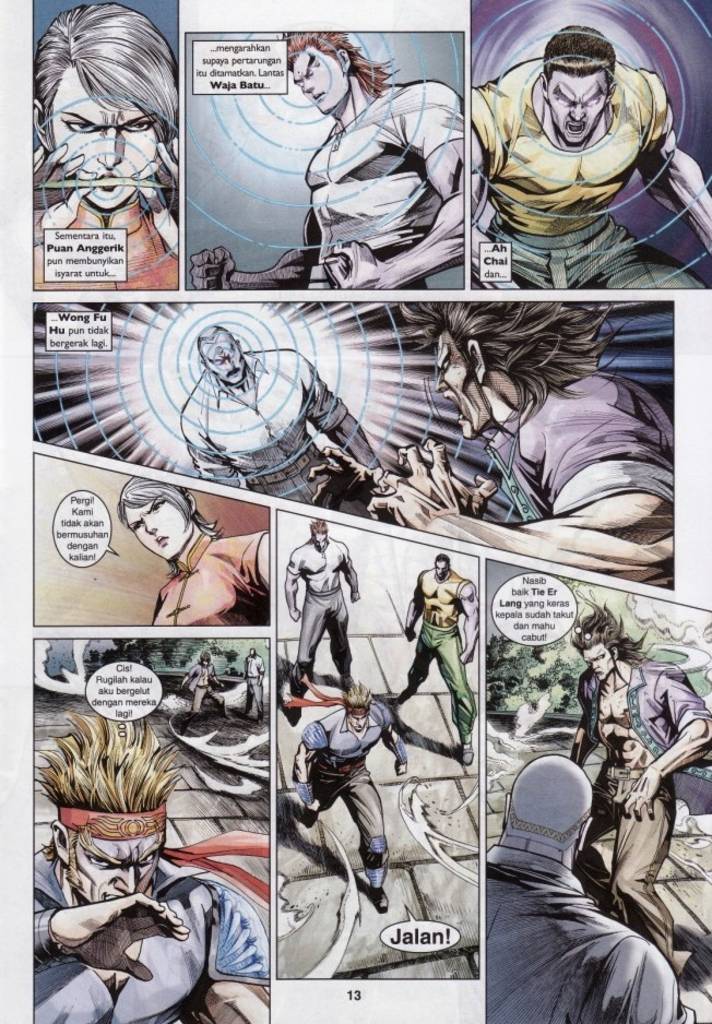 Sementara itu,
Puan Anggerik
pun membunyikan
isyarat untuk...
...mengarahkan
supaya pertarungan
itu ditamatkan. Lantas
Waja Batu...
...Ah
Chai
dan...
...Wong Fu
Hu pun tidak
bergerak lagi.
Pergi!
Kami
tidak akan
bermusuhan
dengan
kalian!
Cis!
Rugilah kalau
aku bergelut
dengan mereka
lagi!
Jalan!
Nasib
baik Tie Er
Lang yang keras
kepala sudah takut
dan mahu
cabut!
13